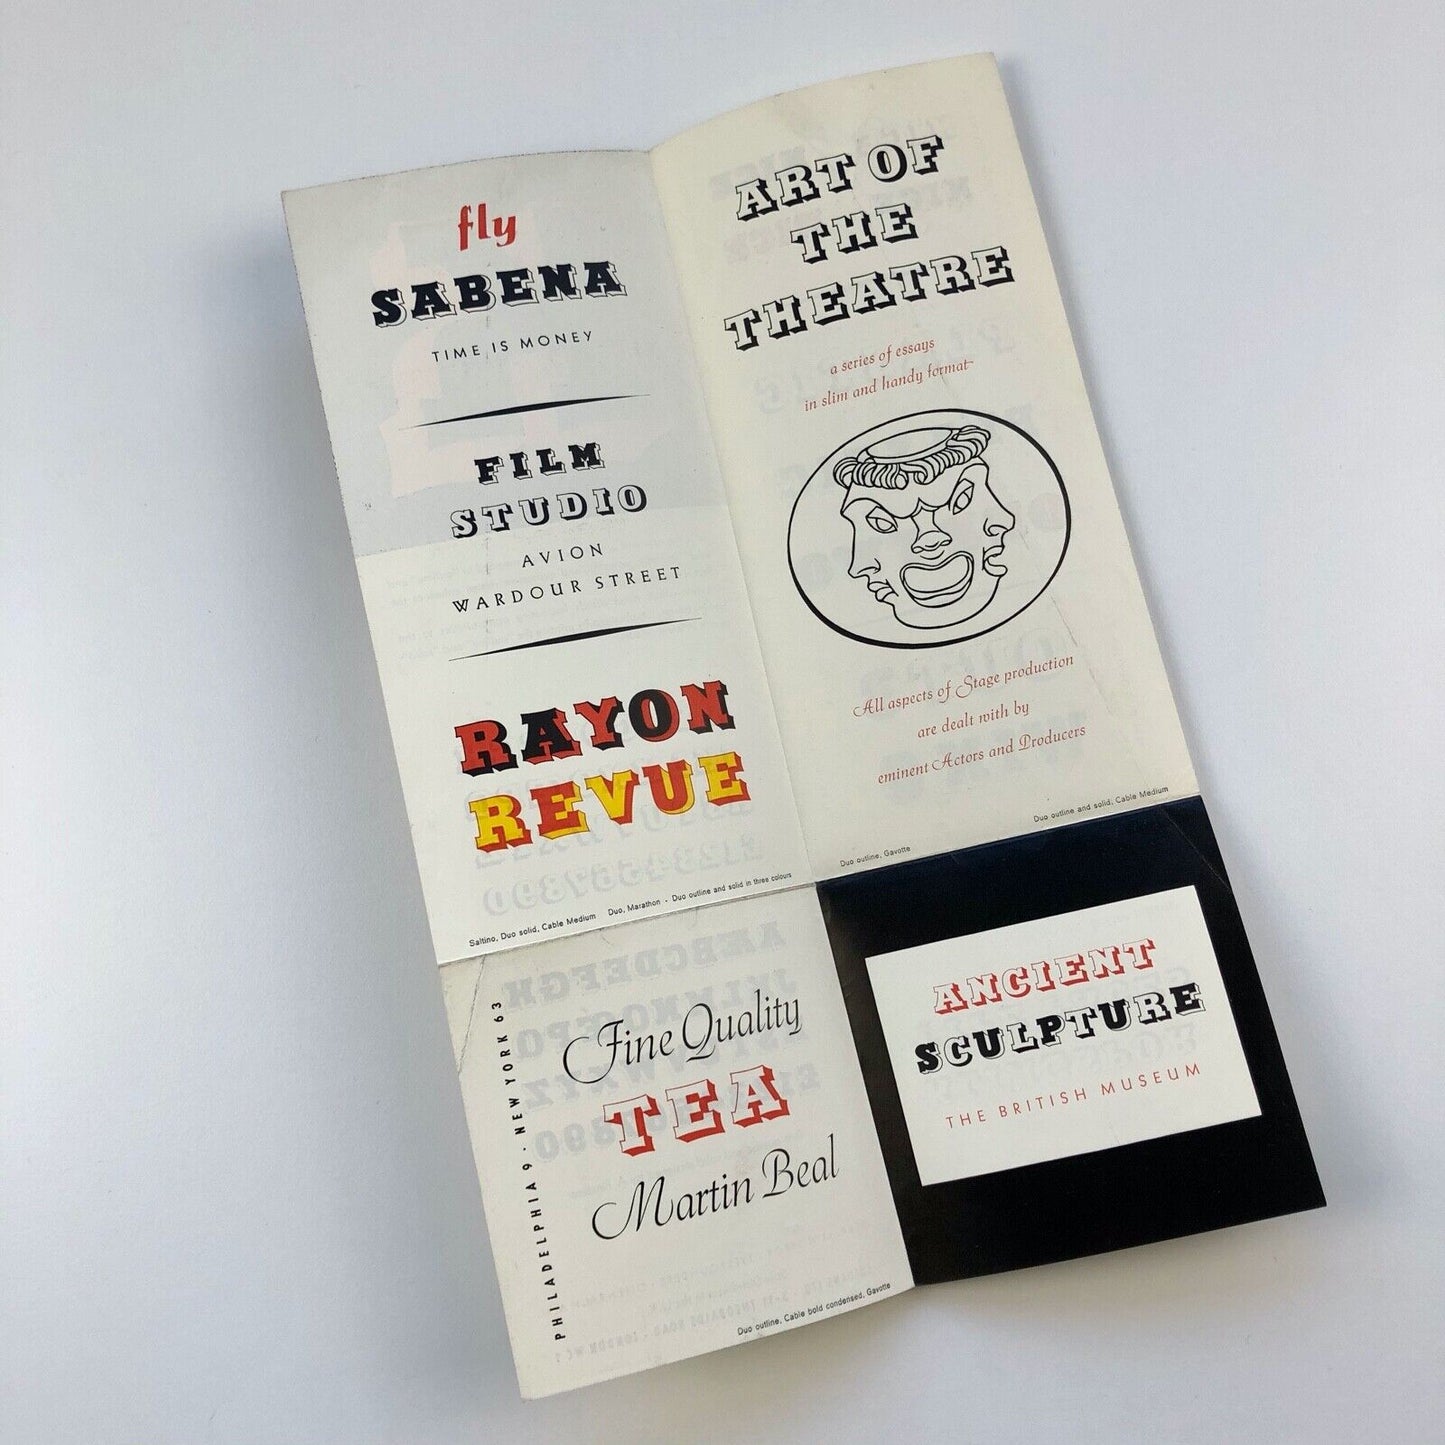 fly
SABENA
TIME IS MONEY
FILM
STUDIO
AVION
WARDOUR STREET
RAYON
REVUE
Saltino, Duo solid, Cable Medium
Duo, Marathon - Duo outline and solid in three colours
ART OF
THE
THEATRE
a series of essays
in slim and handy format
All aspects of Stage production
are dealt with by
eminent Actors and Producers
Duo outline, Gavotte
Duo outline and solid, Cable Medium
PHILADELPHIA 9 · NEW YORK 63
Fine Quality
TEA
Martin Beal
Duo outline, Cable bold condensed, Gavotte
ANCIENT
SCULPTURE
THE BRITISH MUSEUM